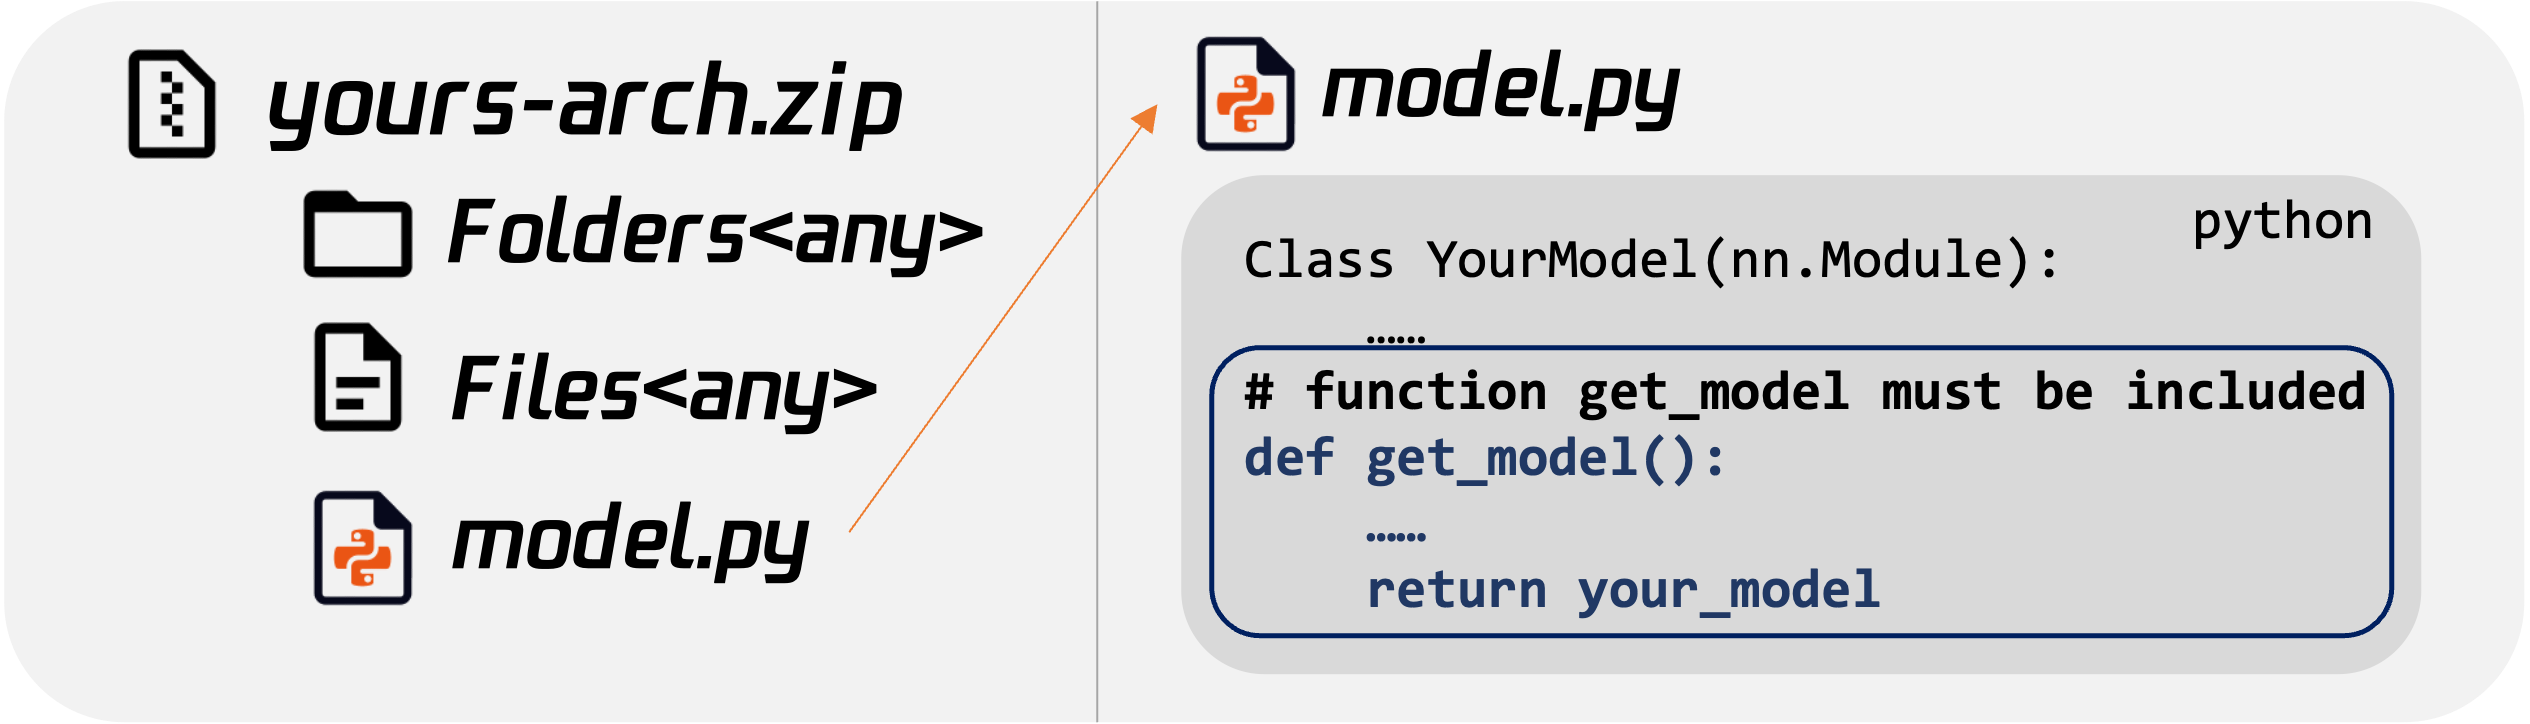 yours-arch.zip
Folders<any>
Files<any>
model.py
model.py
python
Class YourModel(nn.Module):
......
# function get_model must be included
def get_model():
......
return your_model